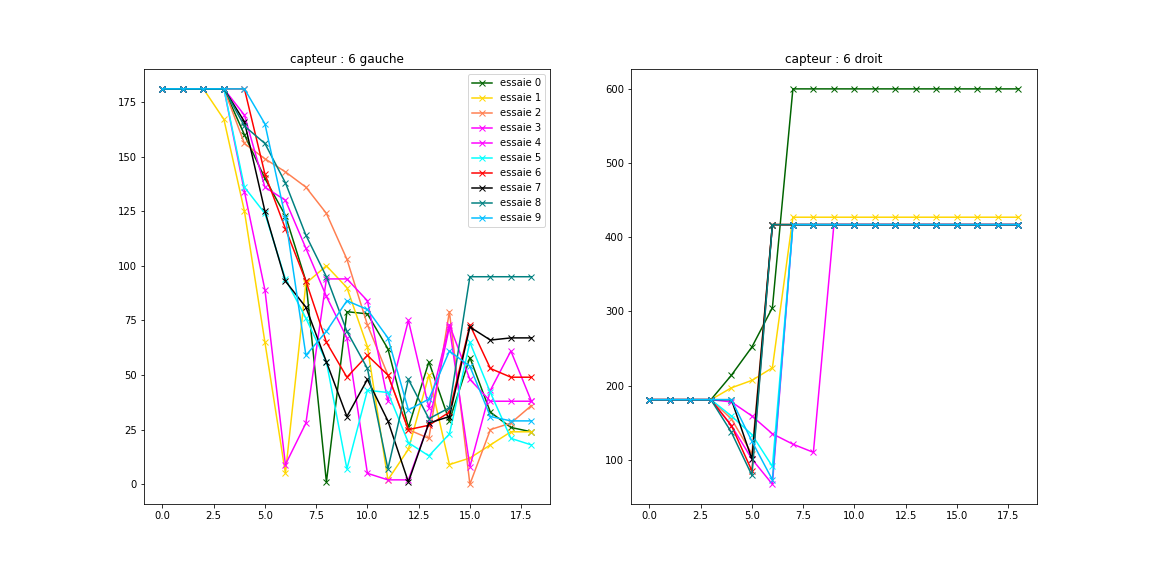 capteur : 6 gauche
175
150
125
100
75
50
25
0
0.0 2.5 5.0 7.5 10.0 12.5 15.0 17.5
essaie 0
essaie 1
essaie 2
essaie 3
essaie 4
essaie 5
essaie 6
essaie 7
essaie 8
essaie 9
capteur : 6 droit
600
500
400
300
200
100
0.0 2.5 5.0 7.5 10.0 12.5 15.0 17.5